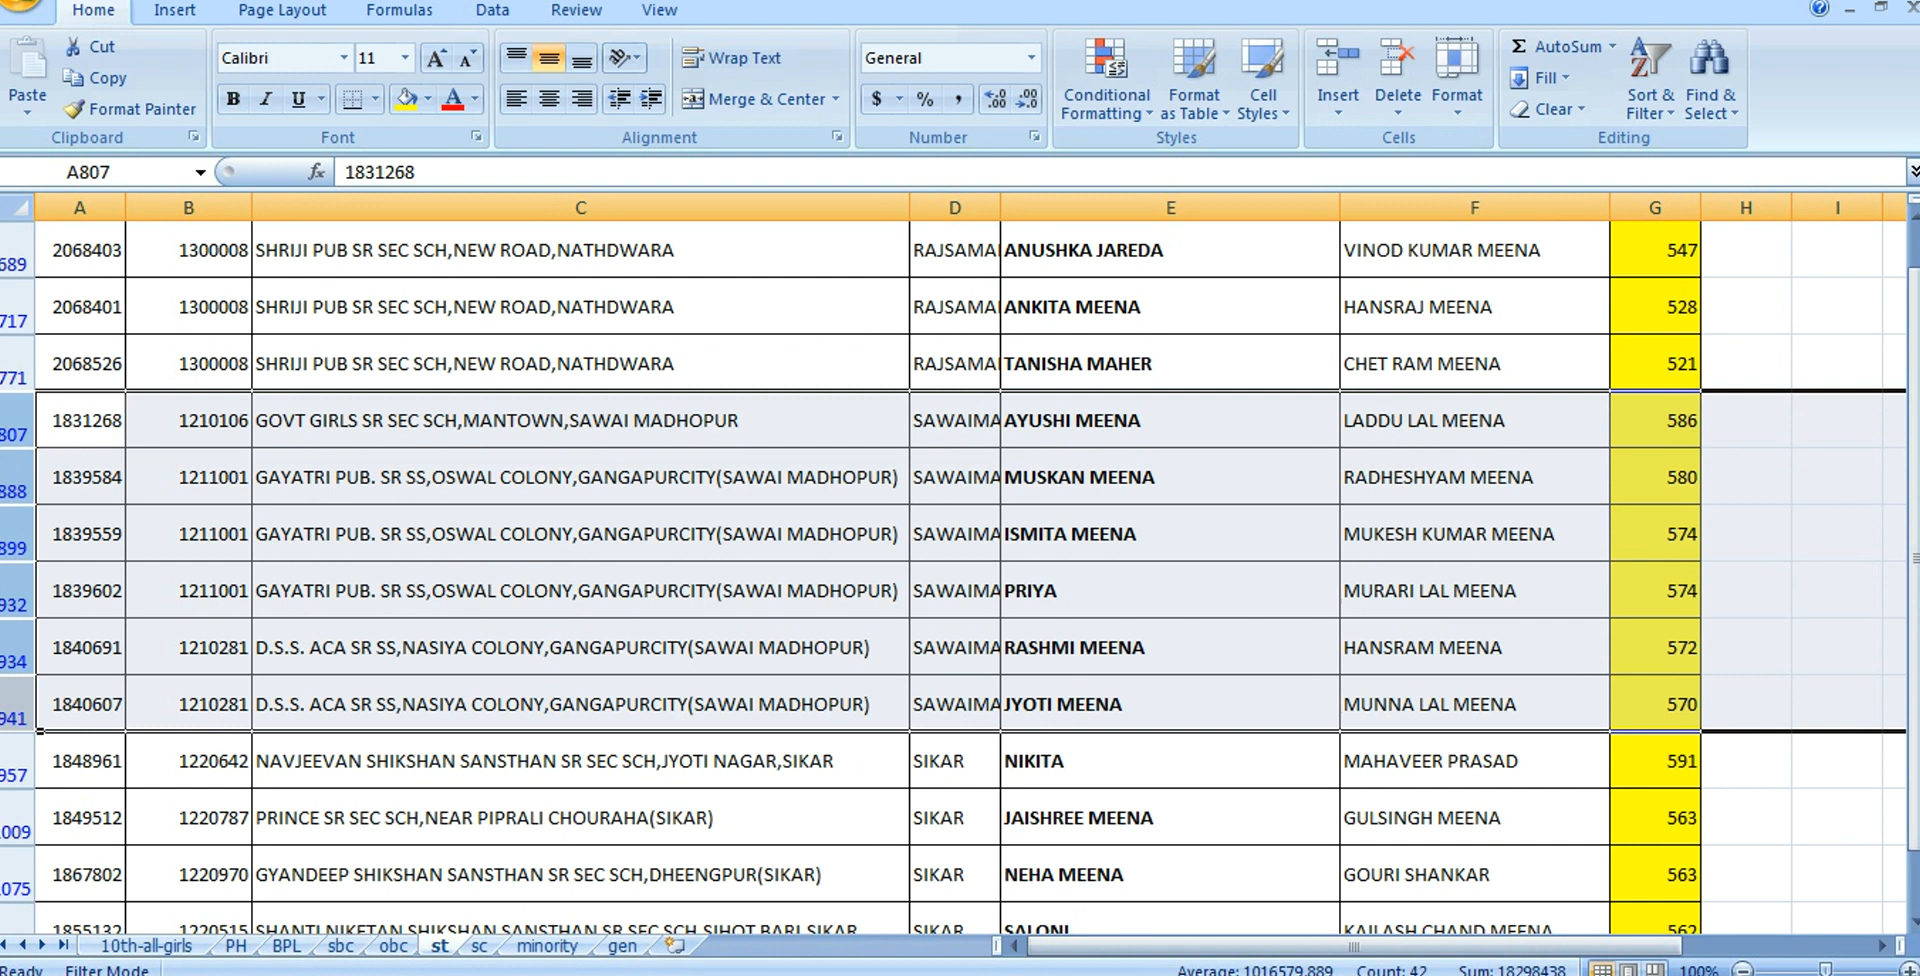 Home Insert Page Layout Formulas Data Review View
Cut
Copy
Format Painter
Paste
Clipboard
Calibri 11
B I U
Font
Wrap Text
Merge & Center
Alignment
General
$ % ,
Number
Conditional Formatting
Format as Table
Cell Styles
Styles
Insert Delete Format
Cells
Σ AutoSum
Fill
Clear
Sort & Filter
Find & Select
Editing
A807 fx 1831268
A B C D E F G H I
689 2068403 1300008 SHRIJI PUB SR SEC SCH,NEW ROAD,NATHDWARA RAJSAMA ANUSHKA JAREDA VINOD KUMAR MEENA 547
717 2068401 1300008 SHRIJI PUB SR SEC SCH,NEW ROAD,NATHDWARA RAJSAMA ANKITA MEENA HANSRAJ MEENA 528
771 2068526 1300008 SHRIJI PUB SR SEC SCH,NEW ROAD,NATHDWARA RAJSAMA TANISHA MAHER CHET RAM MEENA 521
807 1831268 1210106 GOVT GIRLS SR SEC SCH,MANTOWN,SAWAI MADHOPUR SAWAIMA AYUSHI MEENA LADDU LAL MEENA 586
888 1839584 1211001 GAYATRI PUB. SR SS,OSWAL COLONY,GANGAPURCITY(SAWAI MADHOPUR) SAWAIMA MUSKAN MEENA RADHESHYAM MEENA 580
899 1839559 1211001 GAYATRI PUB. SR SS,OSWAL COLONY,GANGAPURCITY(SAWAI MADHOPUR) SAWAIMA ISMITA MEENA MUKESH KUMAR MEENA 574
932 1839602 1211001 GAYATRI PUB. SR SS,OSWAL COLONY,GANGAPURCITY(SAWAI MADHOPUR) SAWAIMA PRIYA MURARI LAL MEENA 574
934 1840691 1210281 D.S.S. ACA SR SS,NASIYA COLONY,GANGAPURCITY(SAWAI MADHOPUR) SAWAIMA RASHMI MEENA HANSRAM MEENA 572
941 1840607 1210281 D.S.S. ACA SR SS,NASIYA COLONY,GANGAPURCITY(SAWAI MADHOPUR) SAWAIMA JYOTI MEENA MUNNA LAL MEENA 570
957 1848961 1220642 NAVJEEVAN SHIKSHAN SANSTHAN SR SEC SCH,JYOTI NAGAR,SIKAR SIKAR NIKITA MAHAVEER PRASAD 591
009 1849512 1220787 PRINCE SR SEC SCH,NEAR PIPRALI CHOURAHA(SIKAR) SIKAR JAISHREE MEENA GULSINGH MEENA 563
075 1867802 1220970 GYANDEEP SHIKSHAN SANSTHAN SR SEC SCH,DHEENGPUR(SIKAR) SIKAR NEHA MEENA GOURI SHANKAR 563
1855132 1220515 SHANTI NIKETAN SHIKSHAN SANSTHAN SR SEC SCH,SIHOT BARI,SIKAR SIKAR SALONI KAILASH CHAND MEENA 562
10th-all-girls PH BPL sbc obc st sc minority gen
Ready Filter Mode Average: 1016579.889 Count: 42 Sum: 18298438 100%